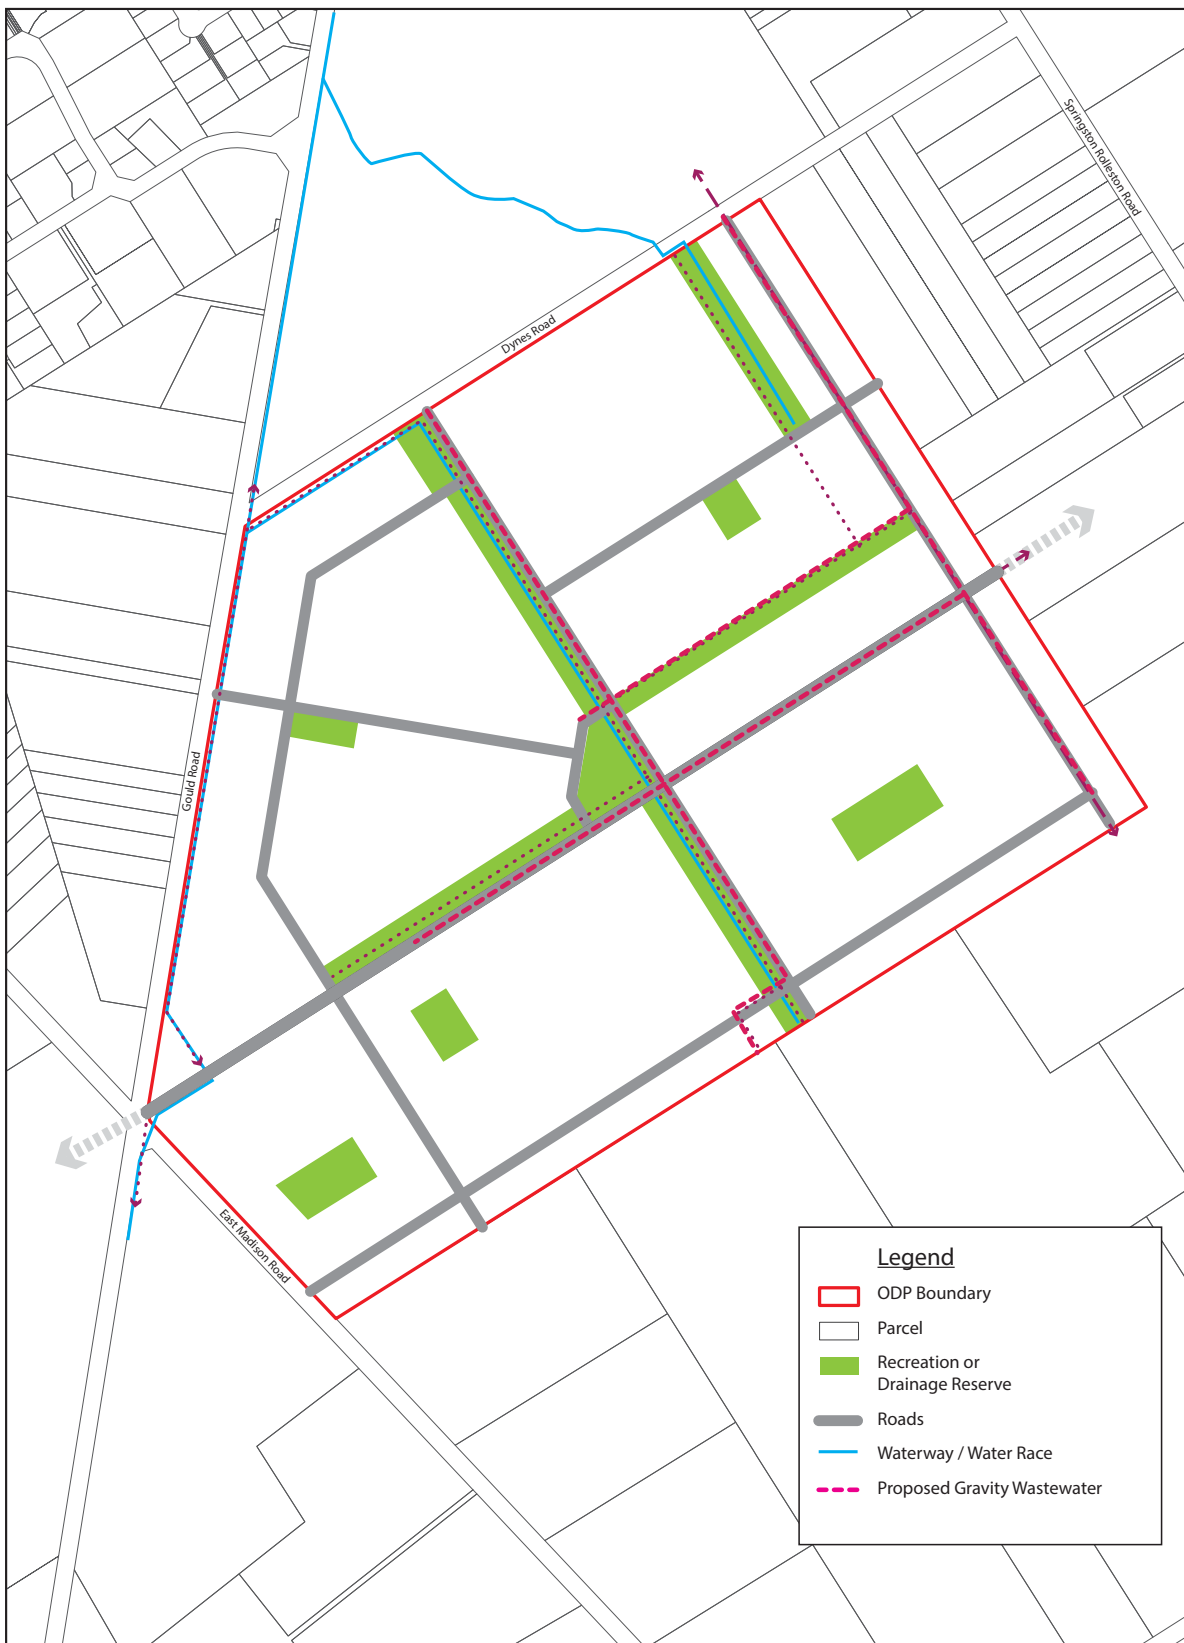 Springston Rolleston Road
Dynes Road
Gould Road
East Madison Road
Legend
ODP Boundary
Parcel
Recreation or
Drainage Reserve
Roads
Waterway / Water Race
Proposed Gravity Wastewater